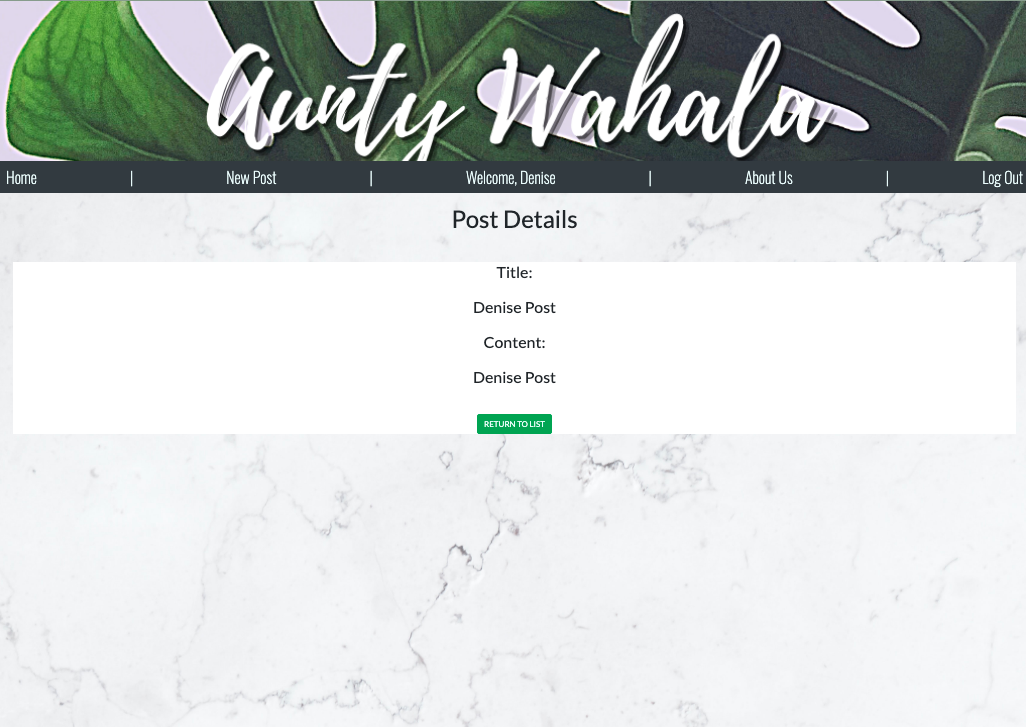 Aunty Wahala
Home | New Post | Welcome, Denise | About Us | Log Out
Post Details
Title:
Denise Post
Content:
Denise Post
RETURN TO LIST